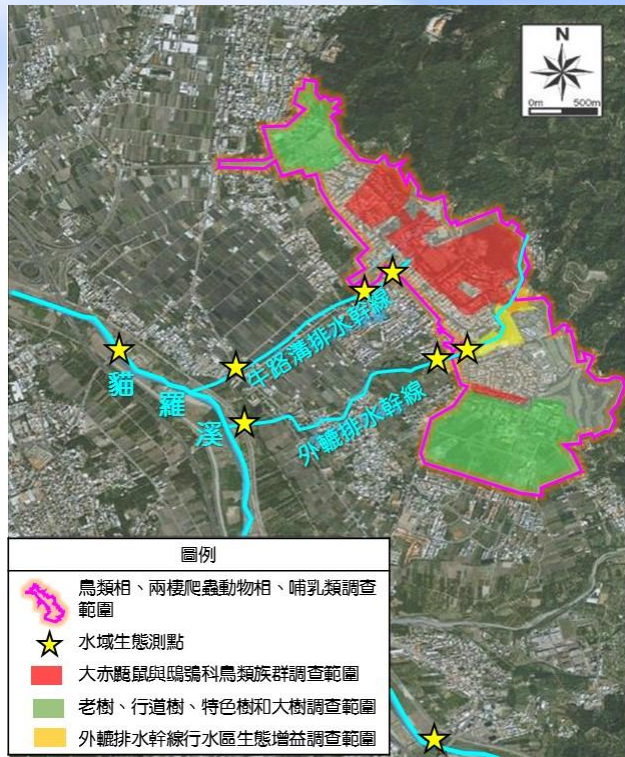 N
0m 500m
牛路溝排水幹線
貓羅溪
外轆排水幹線
圖例
鳥類相、兩棲爬蟲動物相、哺乳類調查
範圍
水域生態測點
大赤鼯鼠與鴟鴞科鳥類族群調查範圍
老樹、行道樹、特色樹和大樹調查範圍
外轆排水幹線行水區生態增益調查範圍